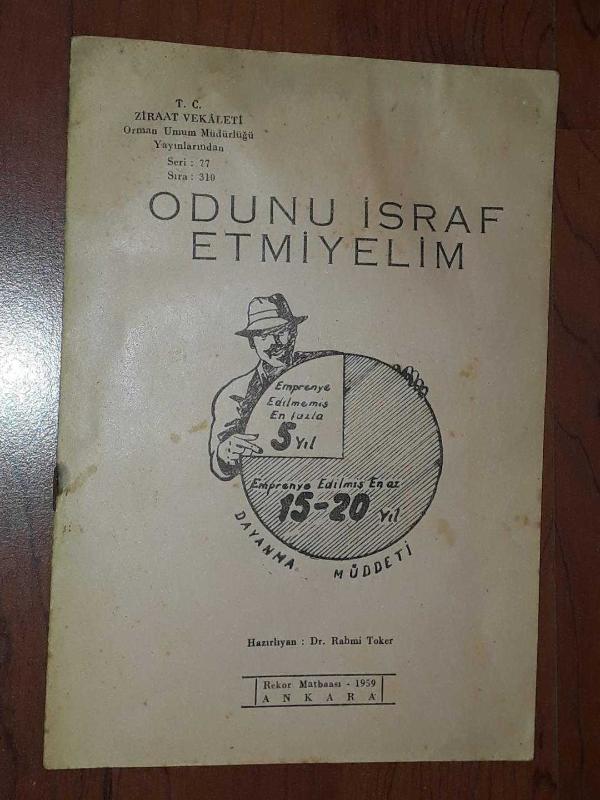 T. C.
ZİRAAT VEKÂLETİ
Orman Umum Müdürlüğü
Yayınlarından
Seri : 77
Sıra : 310
ODUNU İSRAF
ETMİYELİM
Emprenye
Edilmemiş
En fazla
5 Yıl
Emprenye Edilmiş En az
15-20 Yıl
DAYANMA MÜDDETİ
Hazırlıyan : Dr. Rahmi Toker
Rekor Matbaası - 1959
ANKARA